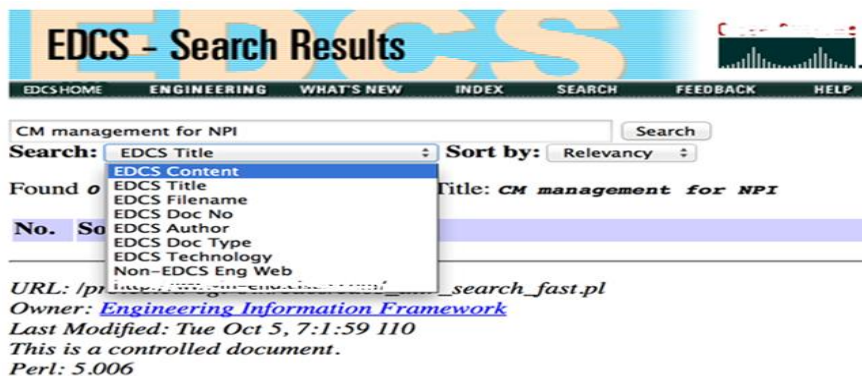 EDCS - Search Results
EDCS HOME ENGINEERING WHAT'S NEW INDEX SEARCH FEEDBACK HELP
CM management for NPI Search
Search: EDCS Title Sort by: Relevancy
EDCS Content
Found 0 EDCS Title Title: CM management for NPI
EDCS Filename
EDCS Doc No
No. So
EDCS Author
EDCS Doc Type
EDCS Technology
Non-EDCS Eng Web
URL: _search_fast.pl
Owner: Engineering Information Framework
Last Modified: Tue Oct 5, 7:1:59 110
This is a controlled document.
Perl: 5.006